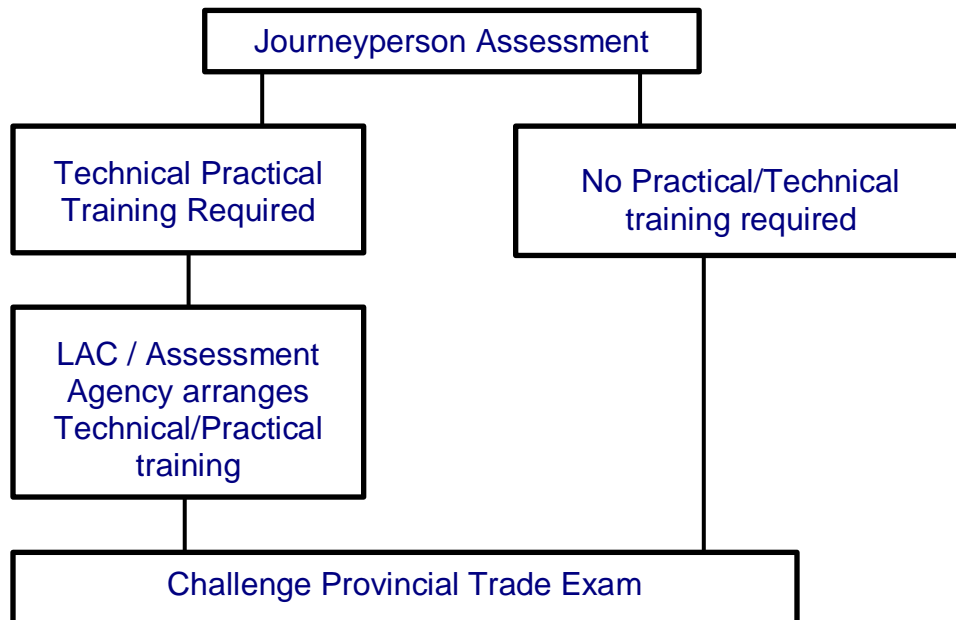 Journeyperson Assessment
Technical Practical
Training Required
No Practical/Technical
training required
LAC / Assessment
Agency arranges
Technical/Practical
training
Challenge Provincial Trade Exam